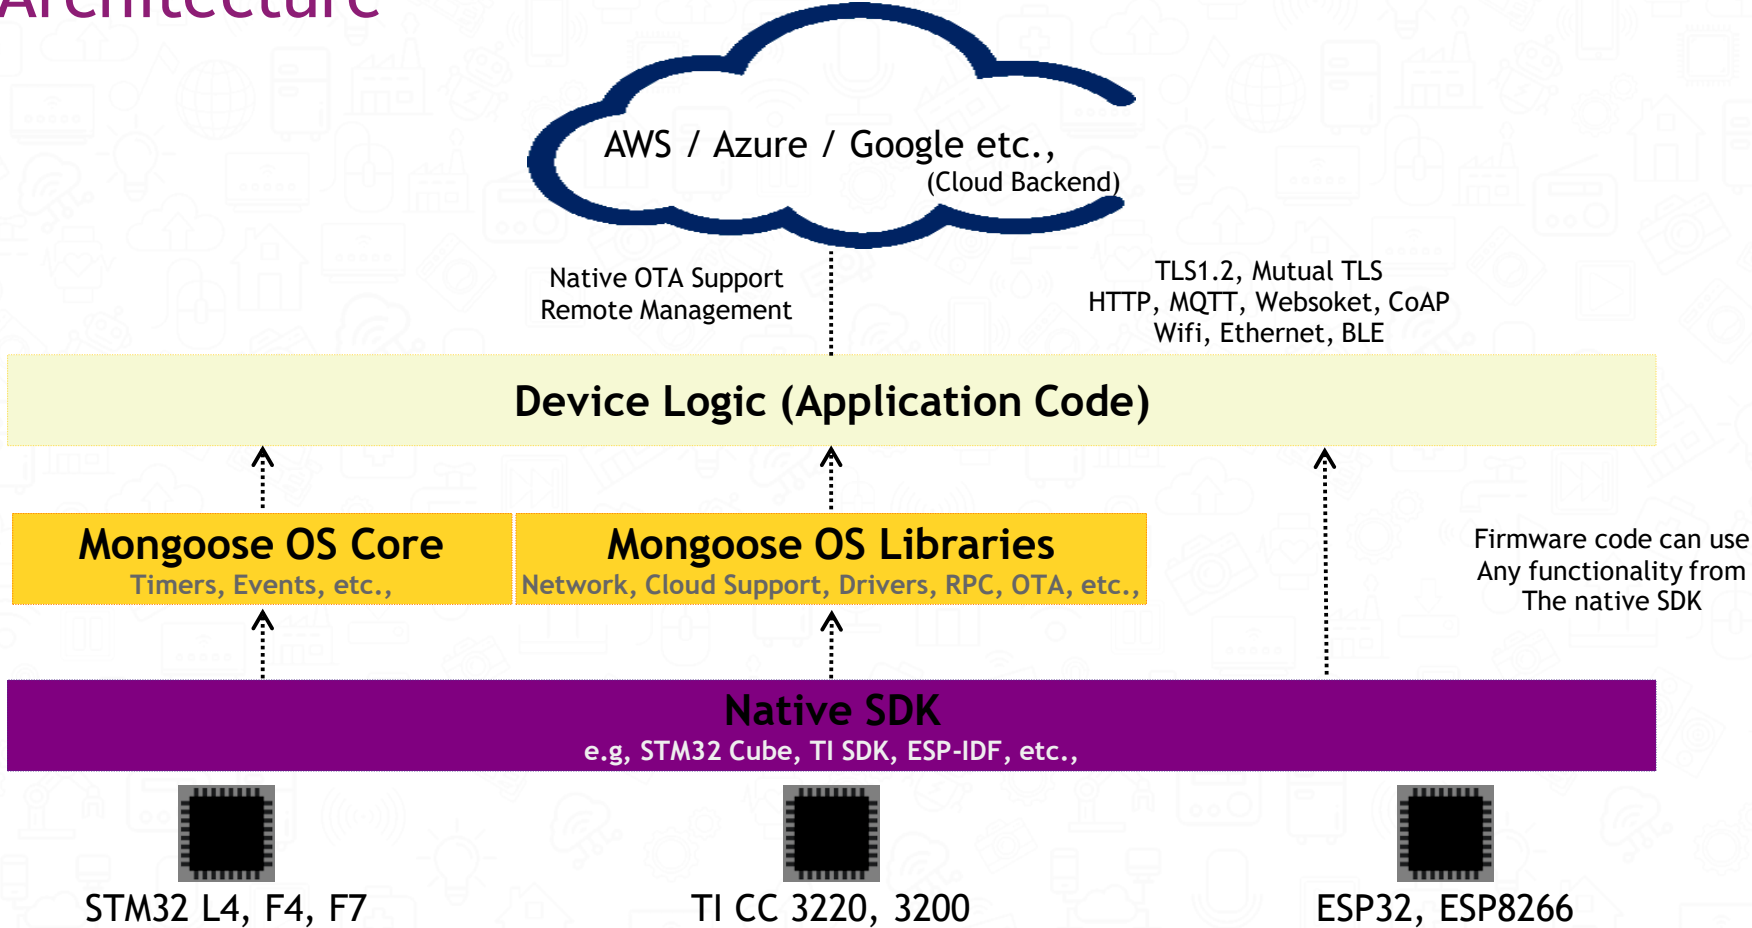 Architecture
AWS / Azure / Google etc.,
(Cloud Backend)
Native OTA Support
Remote Management
TLS1.2, Mutual TLS
HTTP, MQTT, Websoket, CoAP
Wifi, Ethernet, BLE
Device Logic (Application Code)
Mongoose OS Core
Timers, Events, etc.,
Mongoose OS Libraries
Network, Cloud Support, Drivers, RPC, OTA, etc.,
Firmware code can use
Any functionality from
The native SDK
Native SDK
e.g, STM32 Cube, TI SDK, ESP-IDF, etc.,
STM32 L4, F4, F7
TI CC 3220, 3200
ESP32, ESP8266